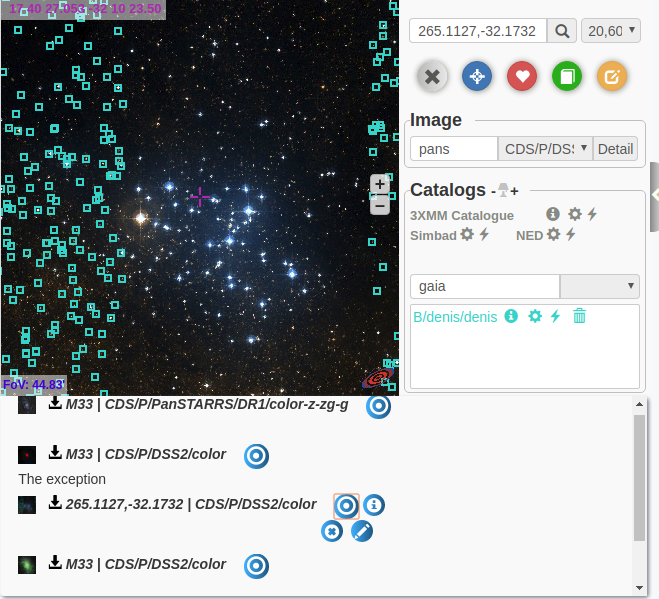 17 40 27.053 -32 10 23.50
265.1127,-32.1732
20,60
Image
pans
CDS/P/DSS
Detail
Catalogs -+
3XMM Catalogue
Simbad
NED
gaia
B/denis/denis
+
−
FoV: 44.83'
M33 | CDS/P/PanSTARRS/DR1/color-z-zg-g
M33 | CDS/P/DSS2/color
The exception
265.1127,-32.1732 | CDS/P/DSS2/color
M33 | CDS/P/DSS2/color